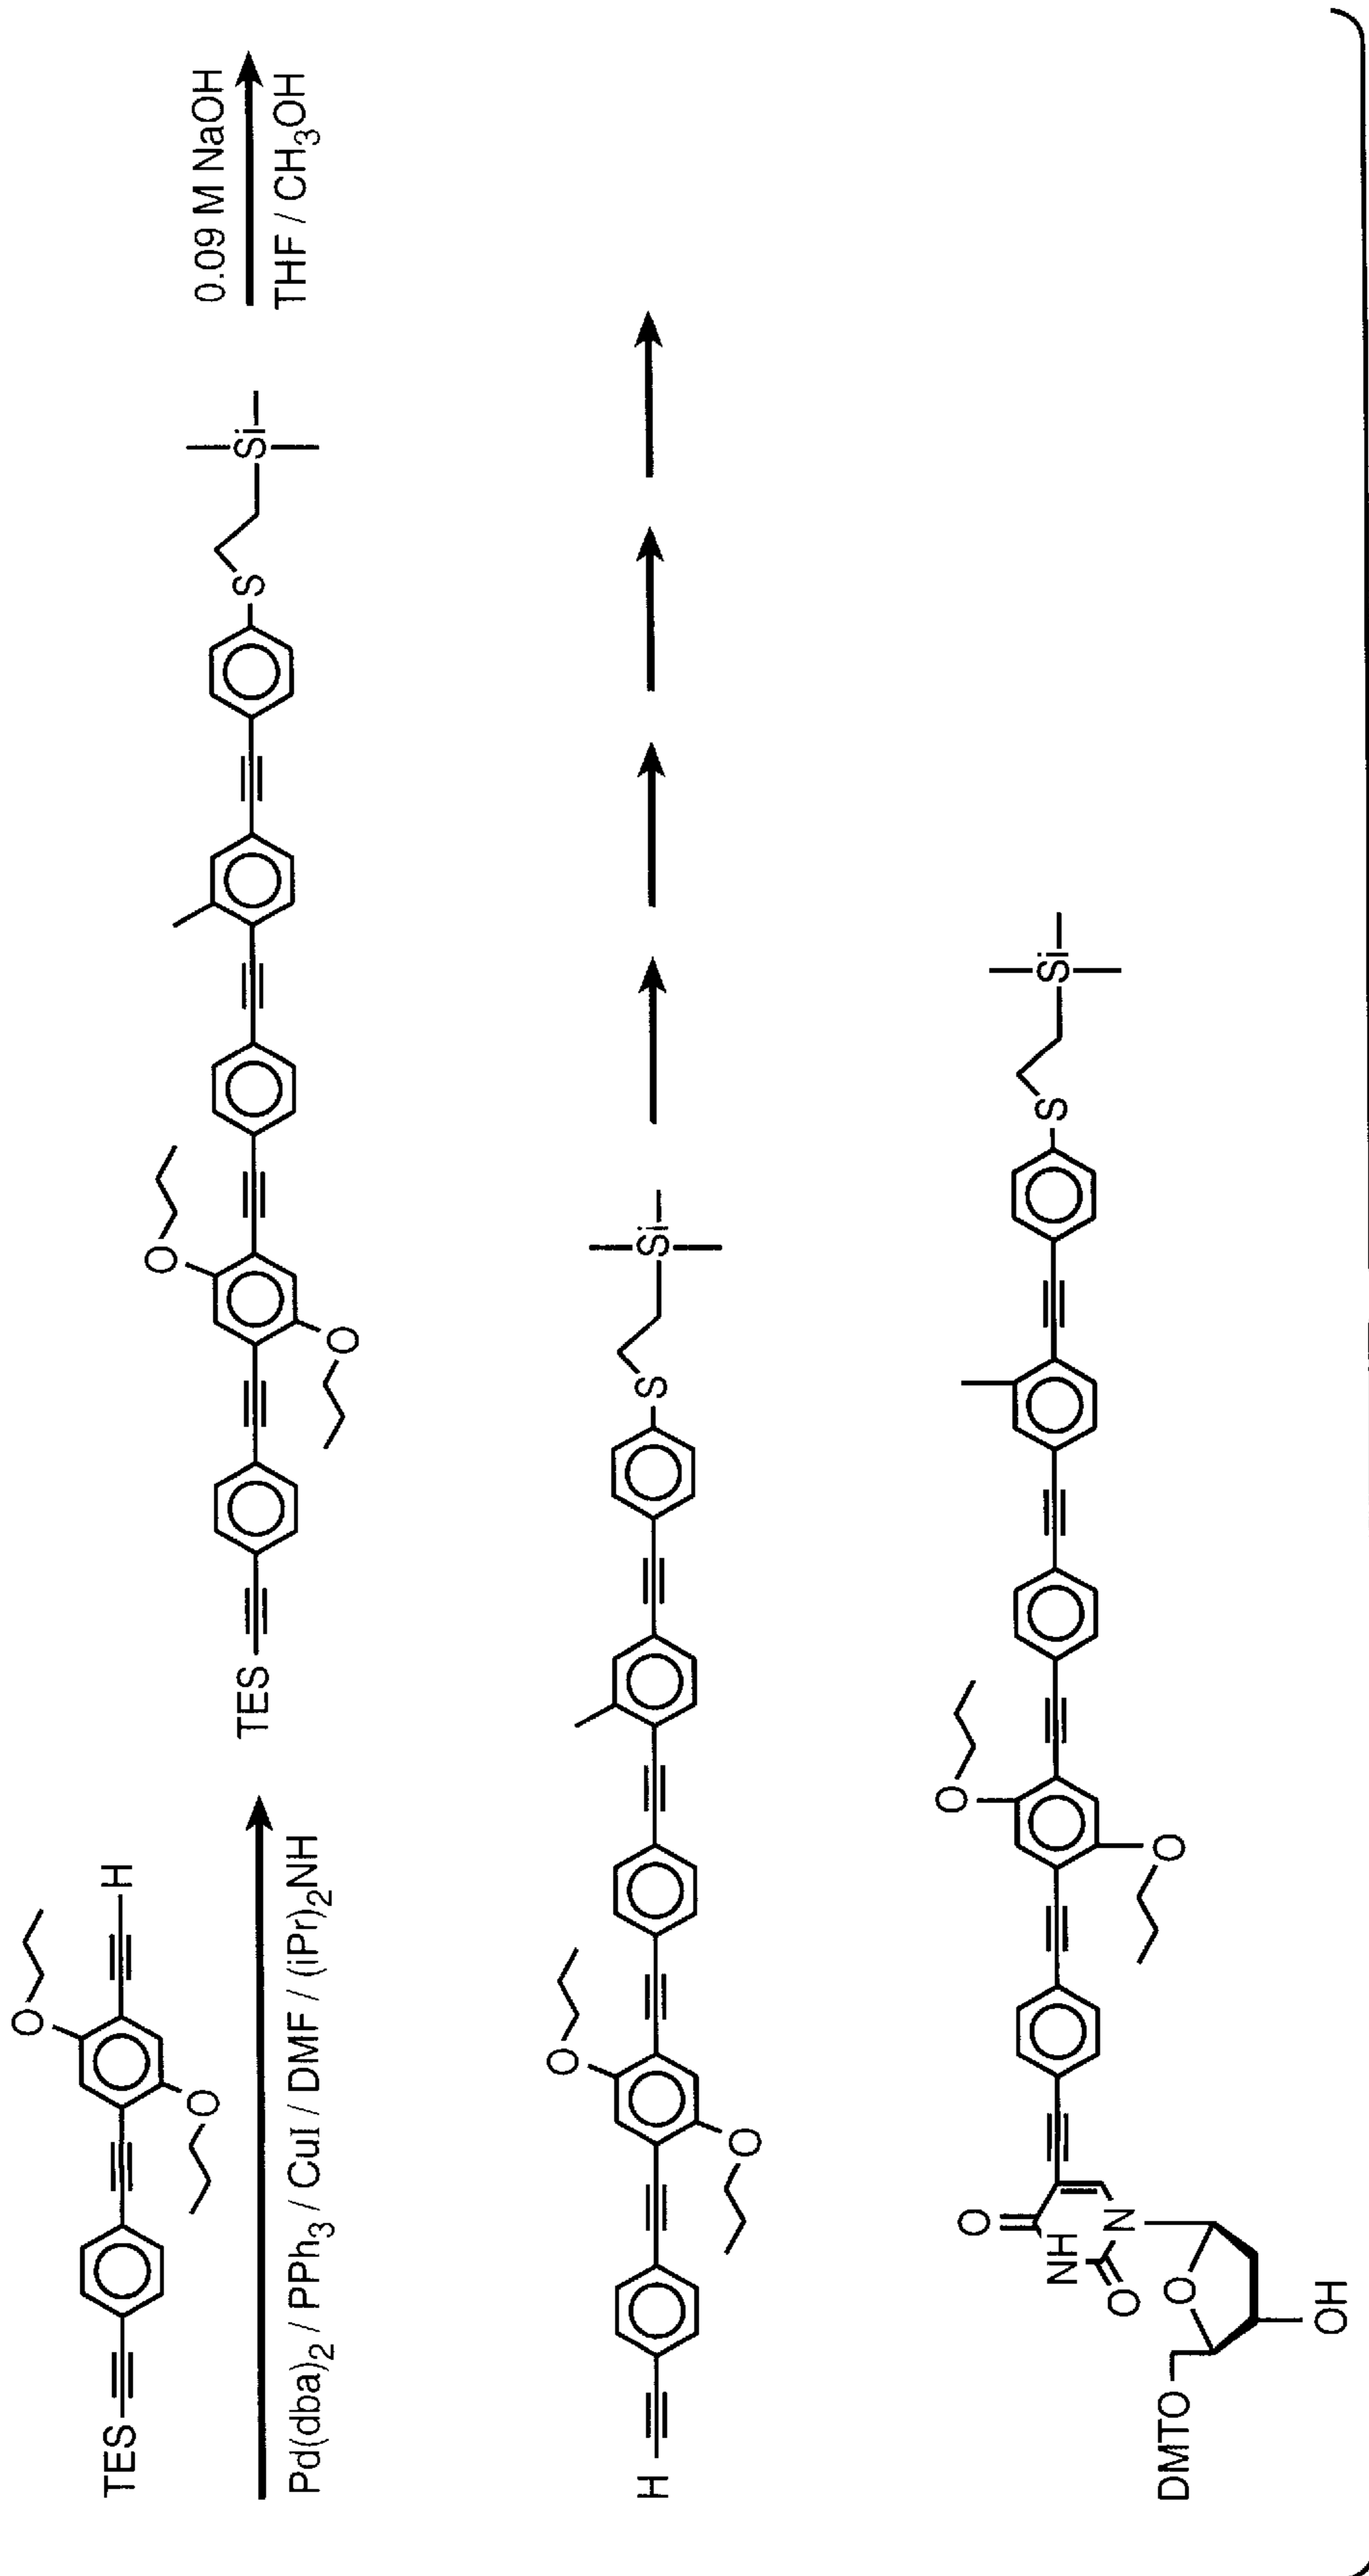 TES
O
O
H
Pd(dba)2 / PPh3 / CuI / DMF / (iPr)2NH
TES
O
O
S
Si
0.09 M NaOH
THF / CH3OH
H
O
O
S
Si
DMTO
O
OH
O
NH
O
N
O
O
S
Si